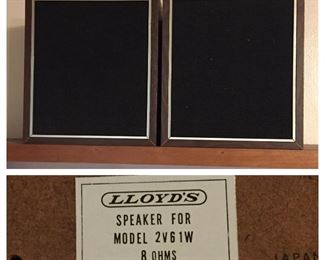 LLOYD'S
SPEAKER FOR
MODEL 2V61W
8 OHMS
JAPAN